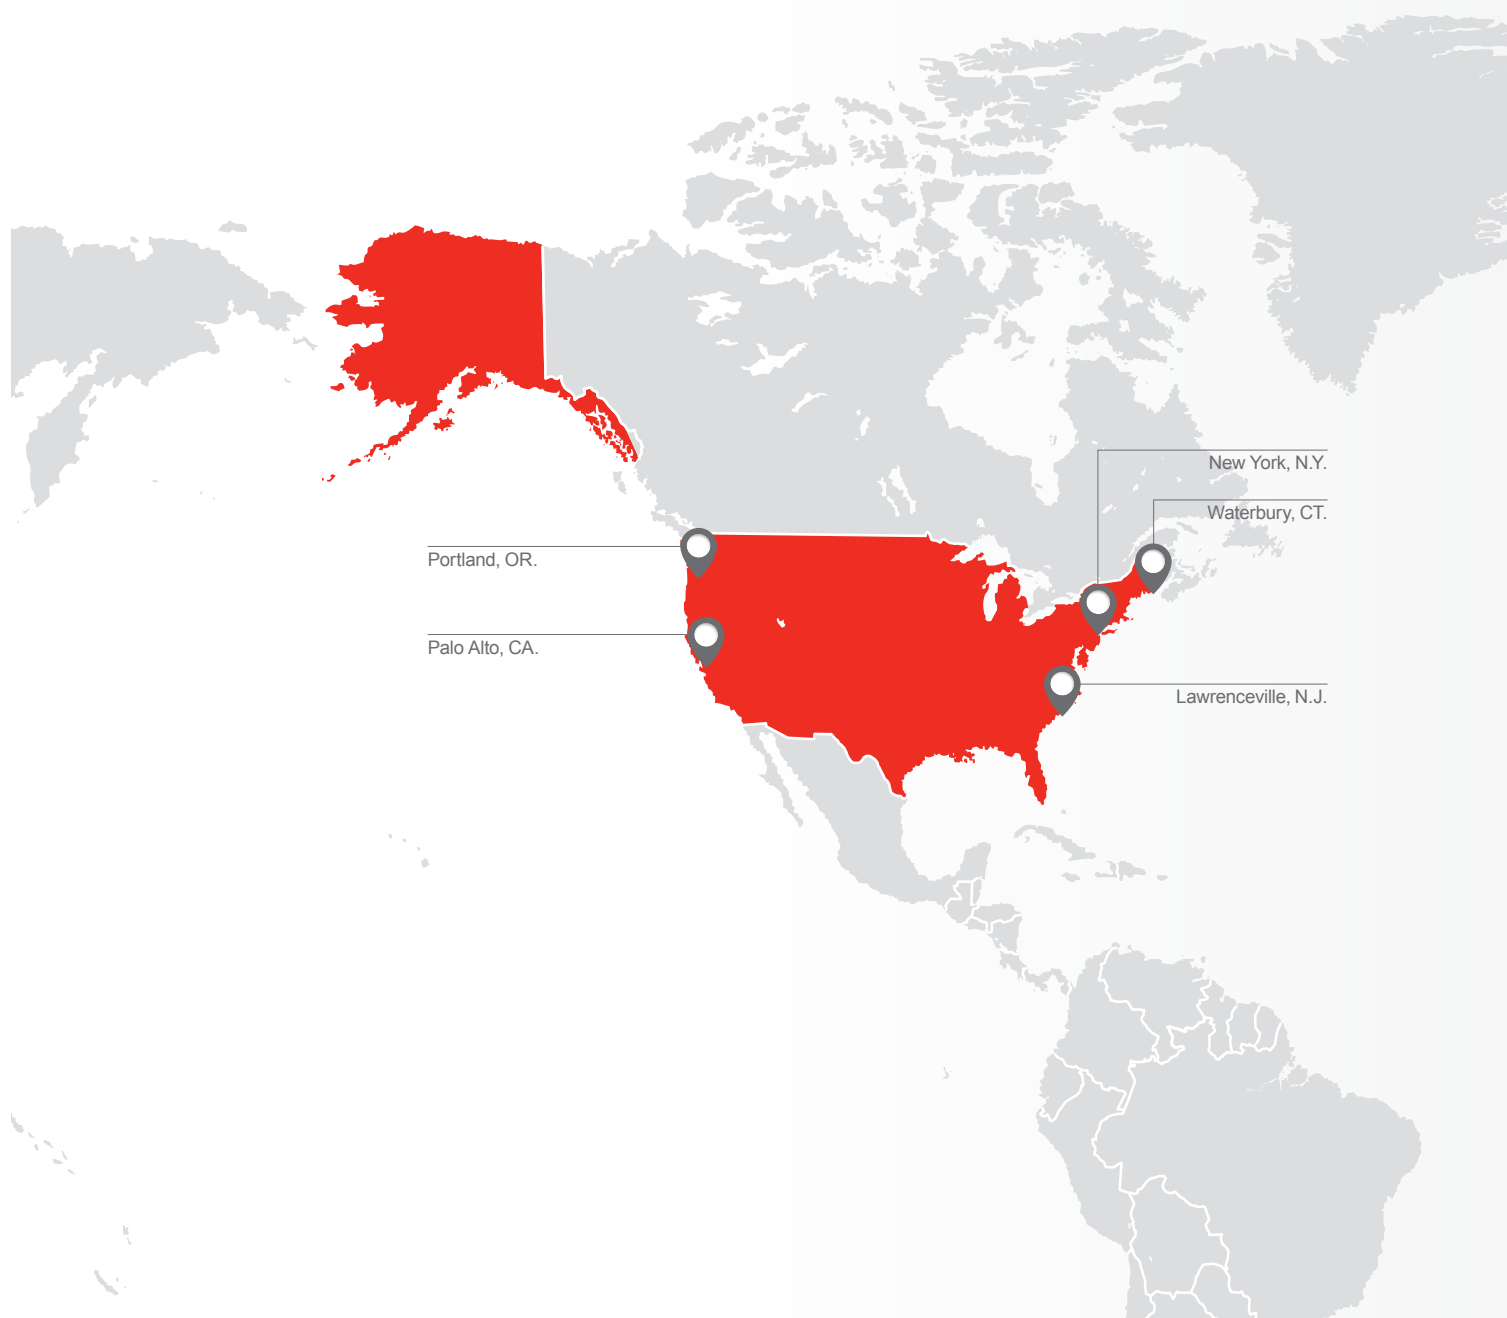 New York, N.Y.
Waterbury, CT.
Portland, OR.
Palo Alto, CA.
Lawrenceville, N.J.